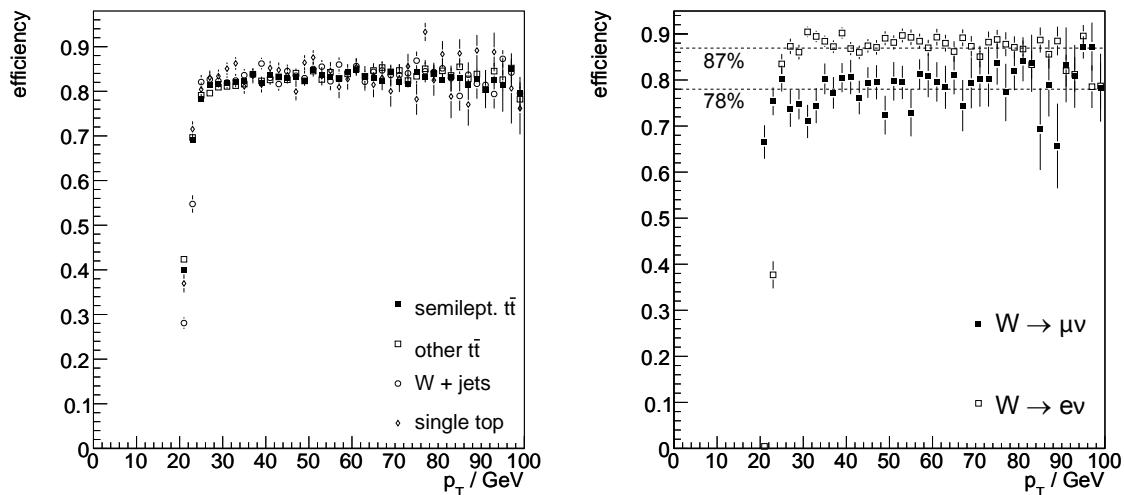 efficiency
0.9
0.8
0.7
0.6
0.5
0.4
0.3
0.2
0.1
0
0 10 20 30 40 50 60 70 80 90 100
p_T / GeV
semilept. tt̄
other tt̄
W + jets
single top
efficiency
0.9
0.8
0.7
0.6
0.5
0.4
0.3
0.2
0.1
0
0 10 20 30 40 50 60 70 80 90 100
p_T / GeV
87%
78%
W → μν
W → eν